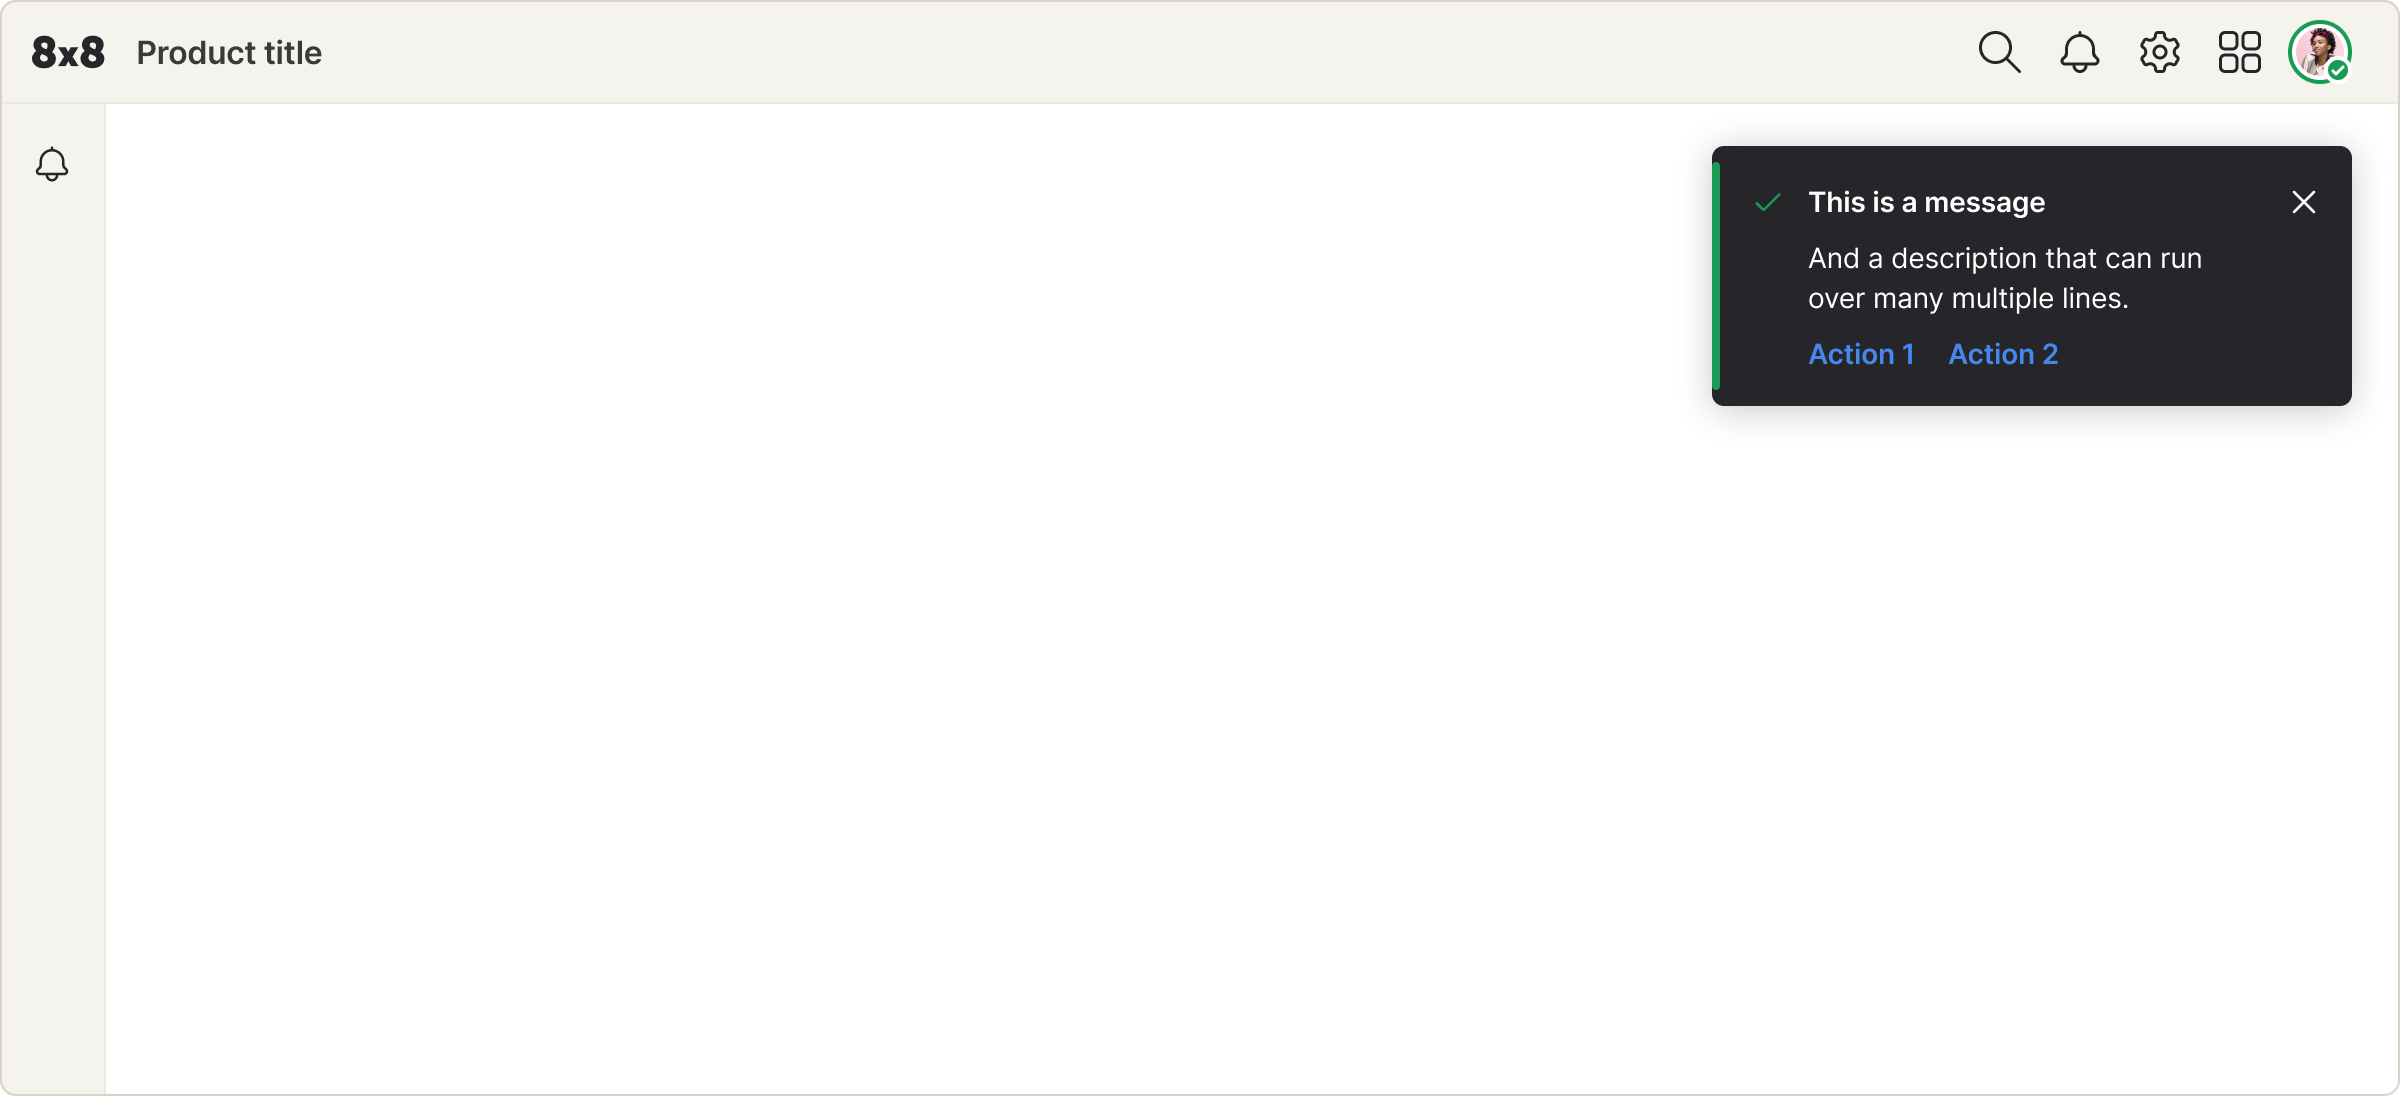 8x8 Product title
This is a message
And a description that can run
over many multiple lines.
Action 1 Action 2